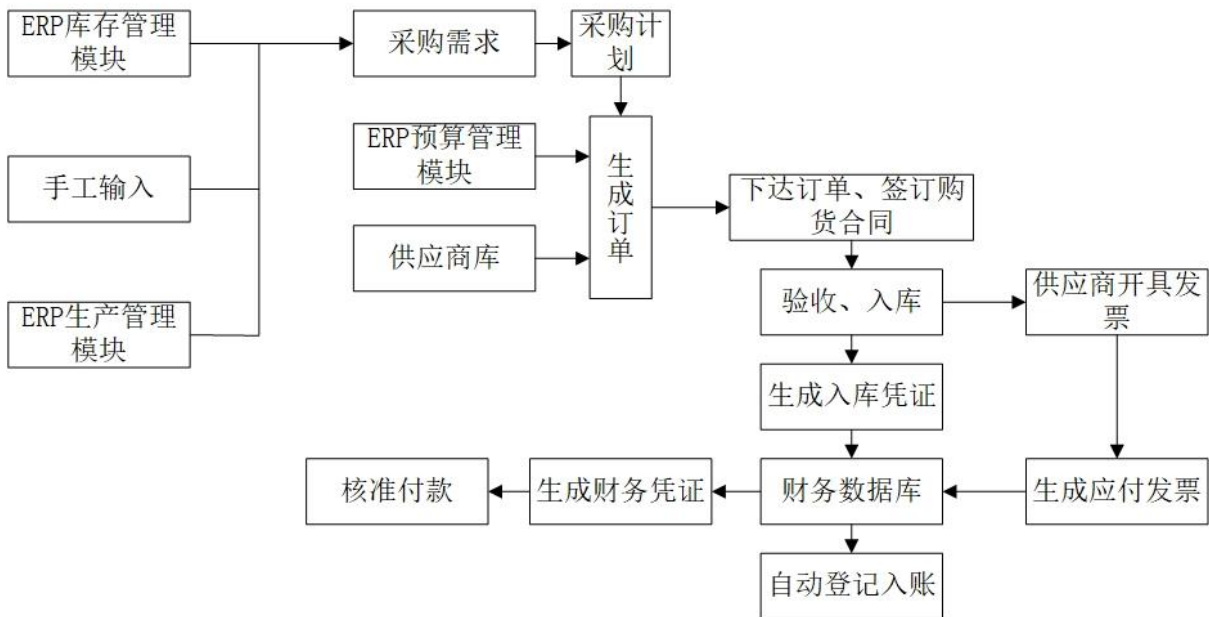 ERP库存管理
模块
采购需求
采购计
划
ERP预算管理
模块
生
成
订
单
手工输入
下达订单、签订购
货合同
供应商库
验收、入库
供应商开具发
票
ERP生产管理
模块
生成入库凭证
核准付款
生成财务凭证
财务数据库
生成应付发票
自动登记入账